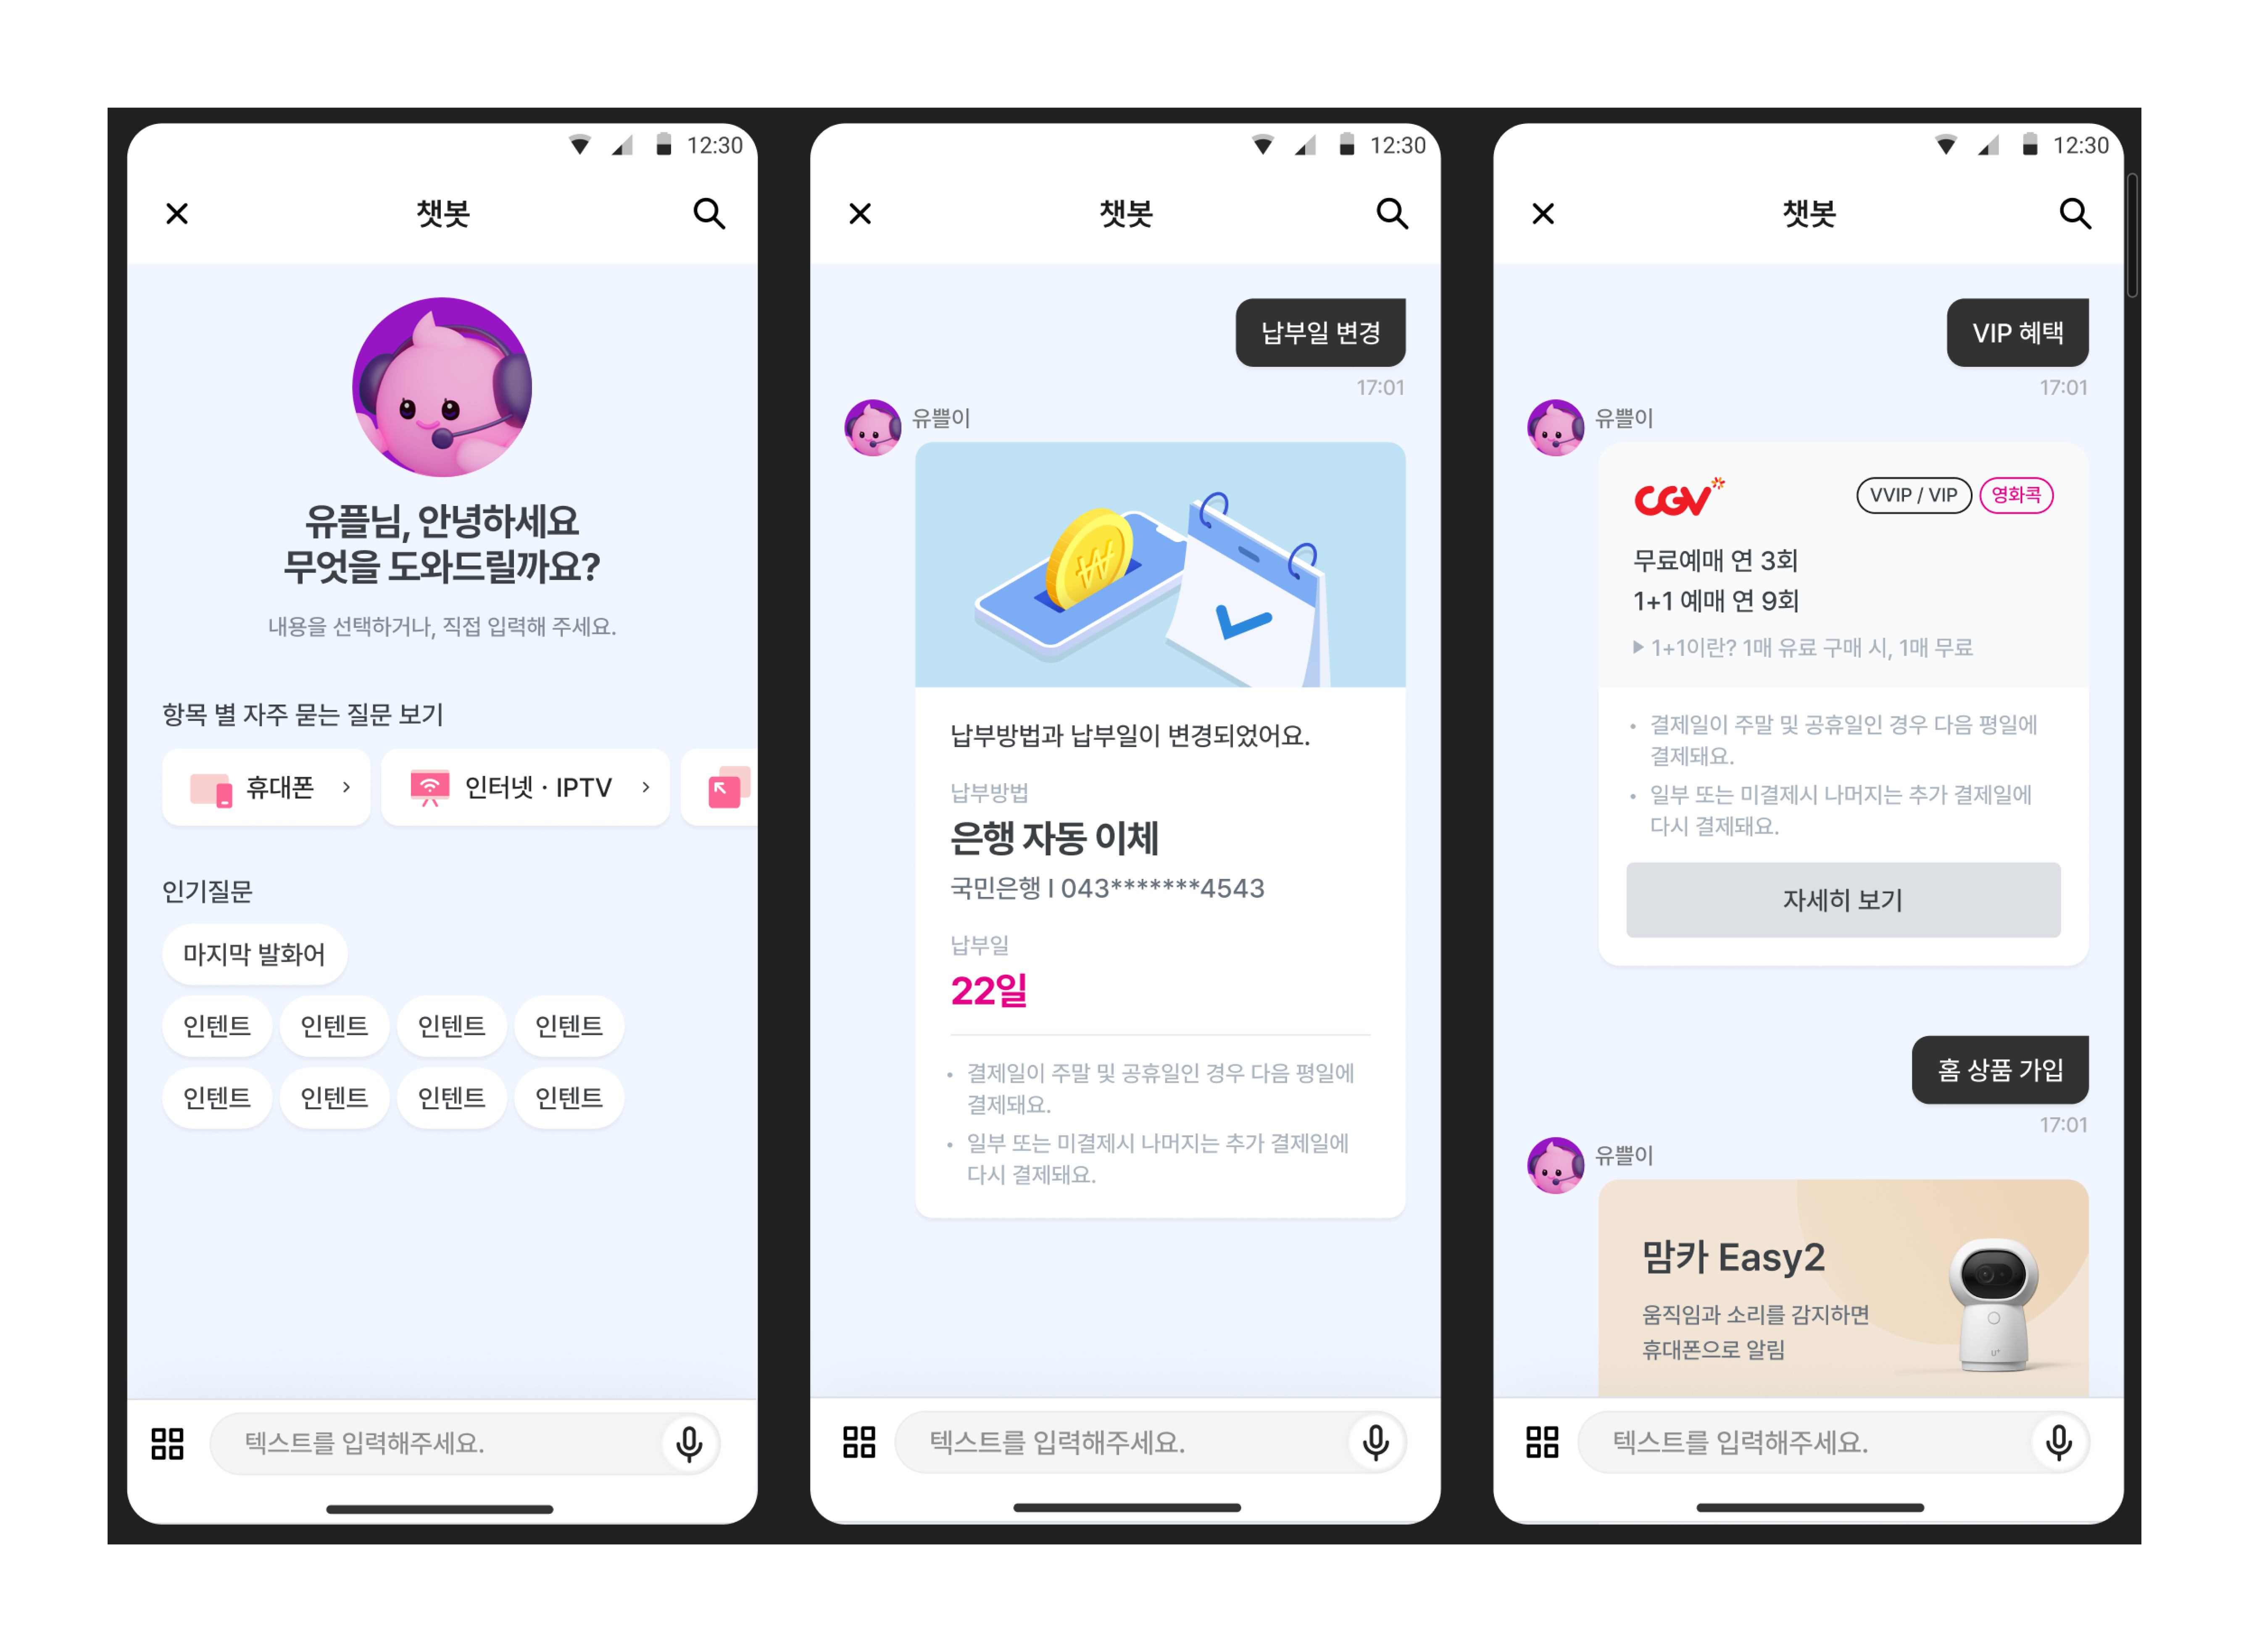 12:30
챗봇
유플님, 안녕하세요
무엇을 도와드릴까요?
내용을 선택하거나, 직접 입력해 주세요.
항목 별 자주 묻는 질문 보기
휴대폰
인터넷 · IPTV
인기질문
마지막 발화어
인텐트 인텐트 인텐트 인텐트
인텐트 인텐트 인텐트 인텐트
텍스트를 입력해주세요.
12:30
챗봇
납부일 변경
17:01
유쁠이
납부방법과 납부일이 변경되었어요.
납부방법
은행 자동 이체
국민은행 I 043*******4543
납부일
22일
• 결제일이 주말 및 공휴일인 경우 다음 평일에
결제돼요.
• 일부 또는 미결제시 나머지는 추가 결제일에
다시 결제돼요.
텍스트를 입력해주세요.
12:30
챗봇
VIP 혜택
17:01
유쁠이
CGV VVIP / VIP 영화콕
무료예매 연 3회
1+1 예매 연 9회
▶ 1+1이란? 1매 유료 구매 시, 1매 무료
• 결제일이 주말 및 공휴일인 경우 다음 평일에
결제돼요.
• 일부 또는 미결제시 나머지는 추가 결제일에
다시 결제돼요.
자세히 보기
홈 상품 가입
17:01
유쁠이
맘카 Easy2
움직임과 소리를 감지하면
휴대폰으로 알림
U+
텍스트를 입력해주세요.